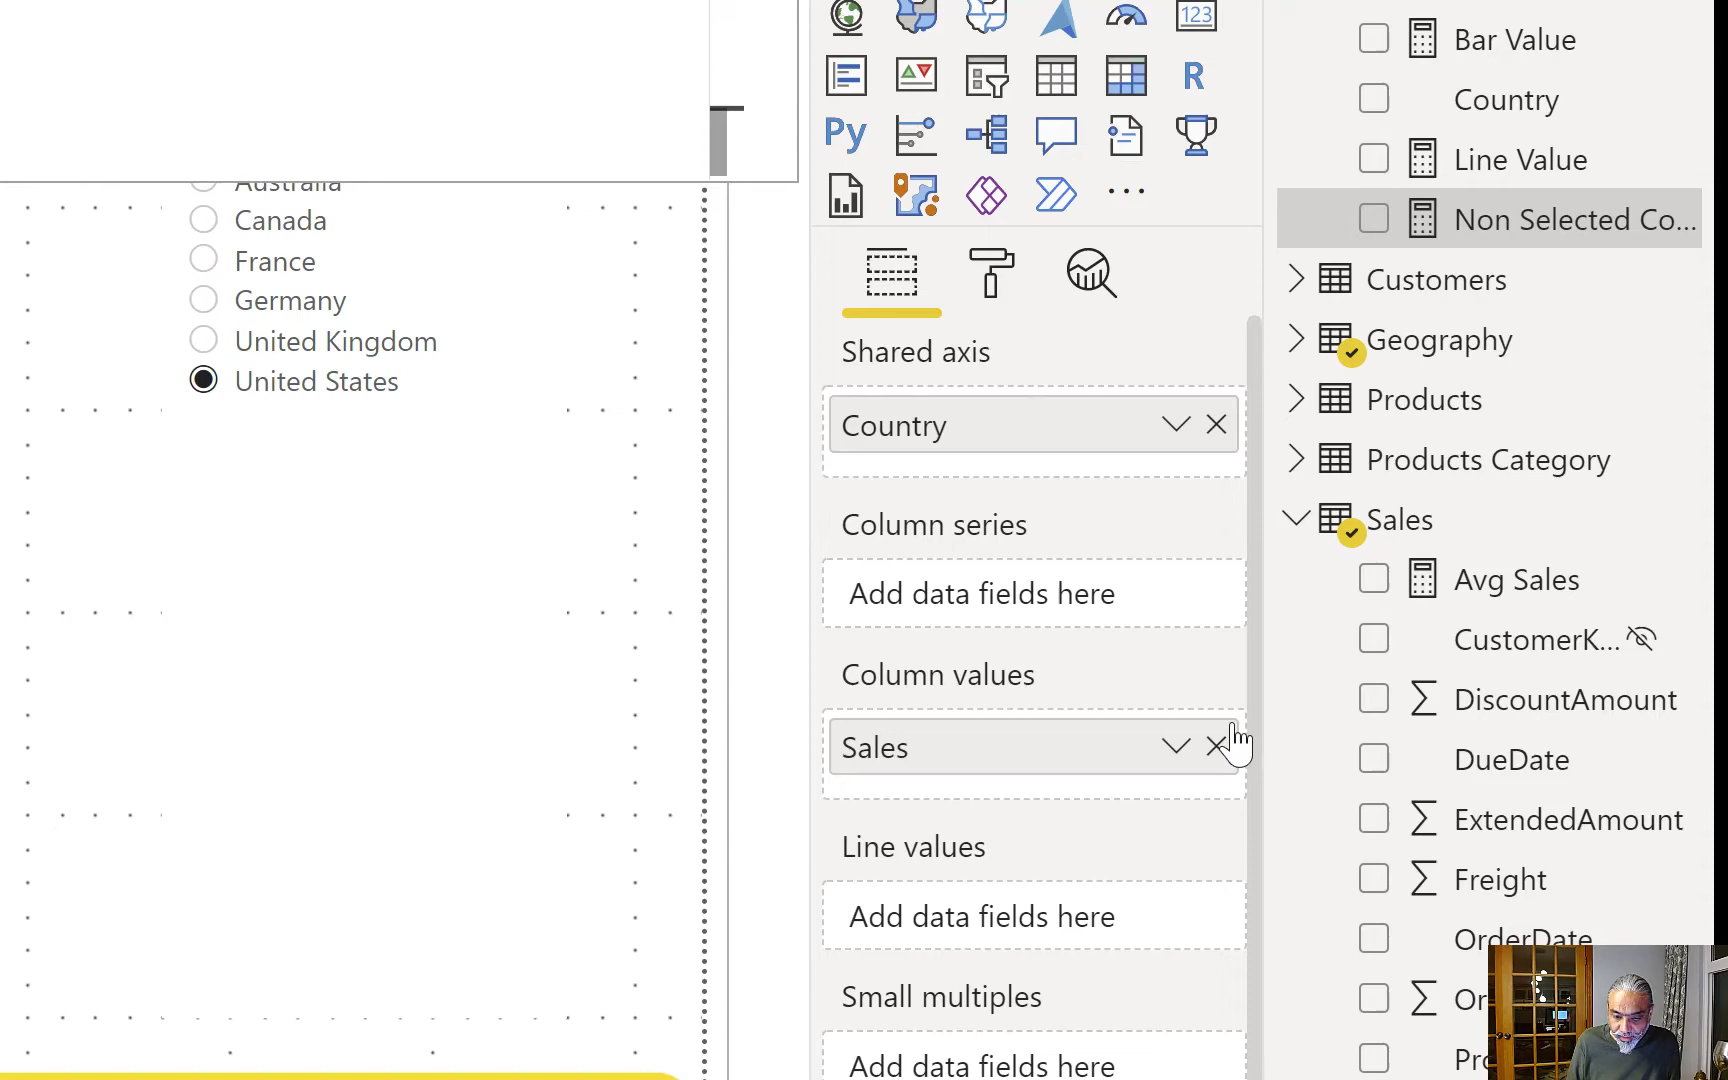 Australia
Canada
France
Germany
United Kingdom
United States
123
R
Py
Shared axis
Country
Column series
Add data fields here
Column values
Sales
Line values
Add data fields here
Small multiples
Add data fields here
Bar Value
Country
Line Value
Non Selected Co...
Customers
Geography
Products
Products Category
Sales
Avg Sales
CustomerK...
DiscountAmount
DueDate
ExtendedAmount
Freight
OrderDate